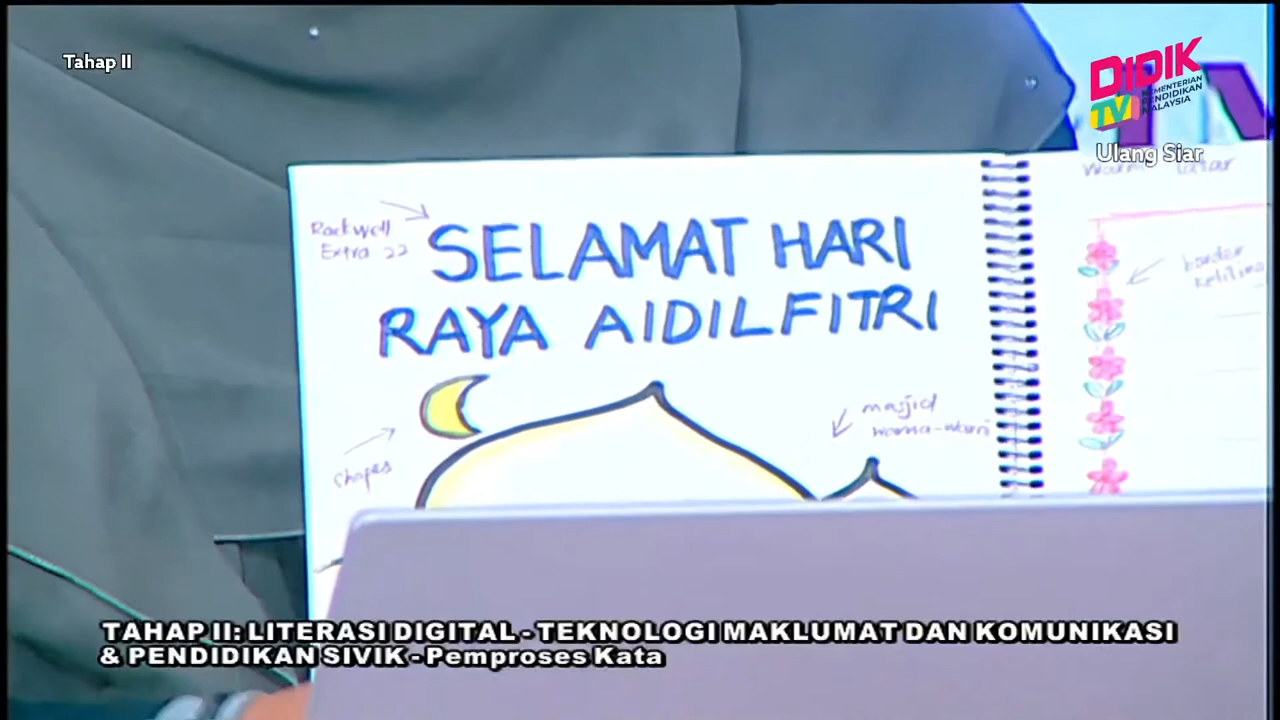 Tahap II
DIDIK
TV
KEMENTERIAN
PENDIDIKAN
MALAYSIA
Ulang Siar
Rockwell
Extra 22
SELAMAT HARI
RAYA AIDILFITRI
Shapes
masjid
warna-warni
border
TAHAP II: LITERASI DIGITAL - TEKNOLOGI MAKLUMAT DAN KOMUNIKASI
& PENDIDIKAN SIVIK - Pemproses Kata